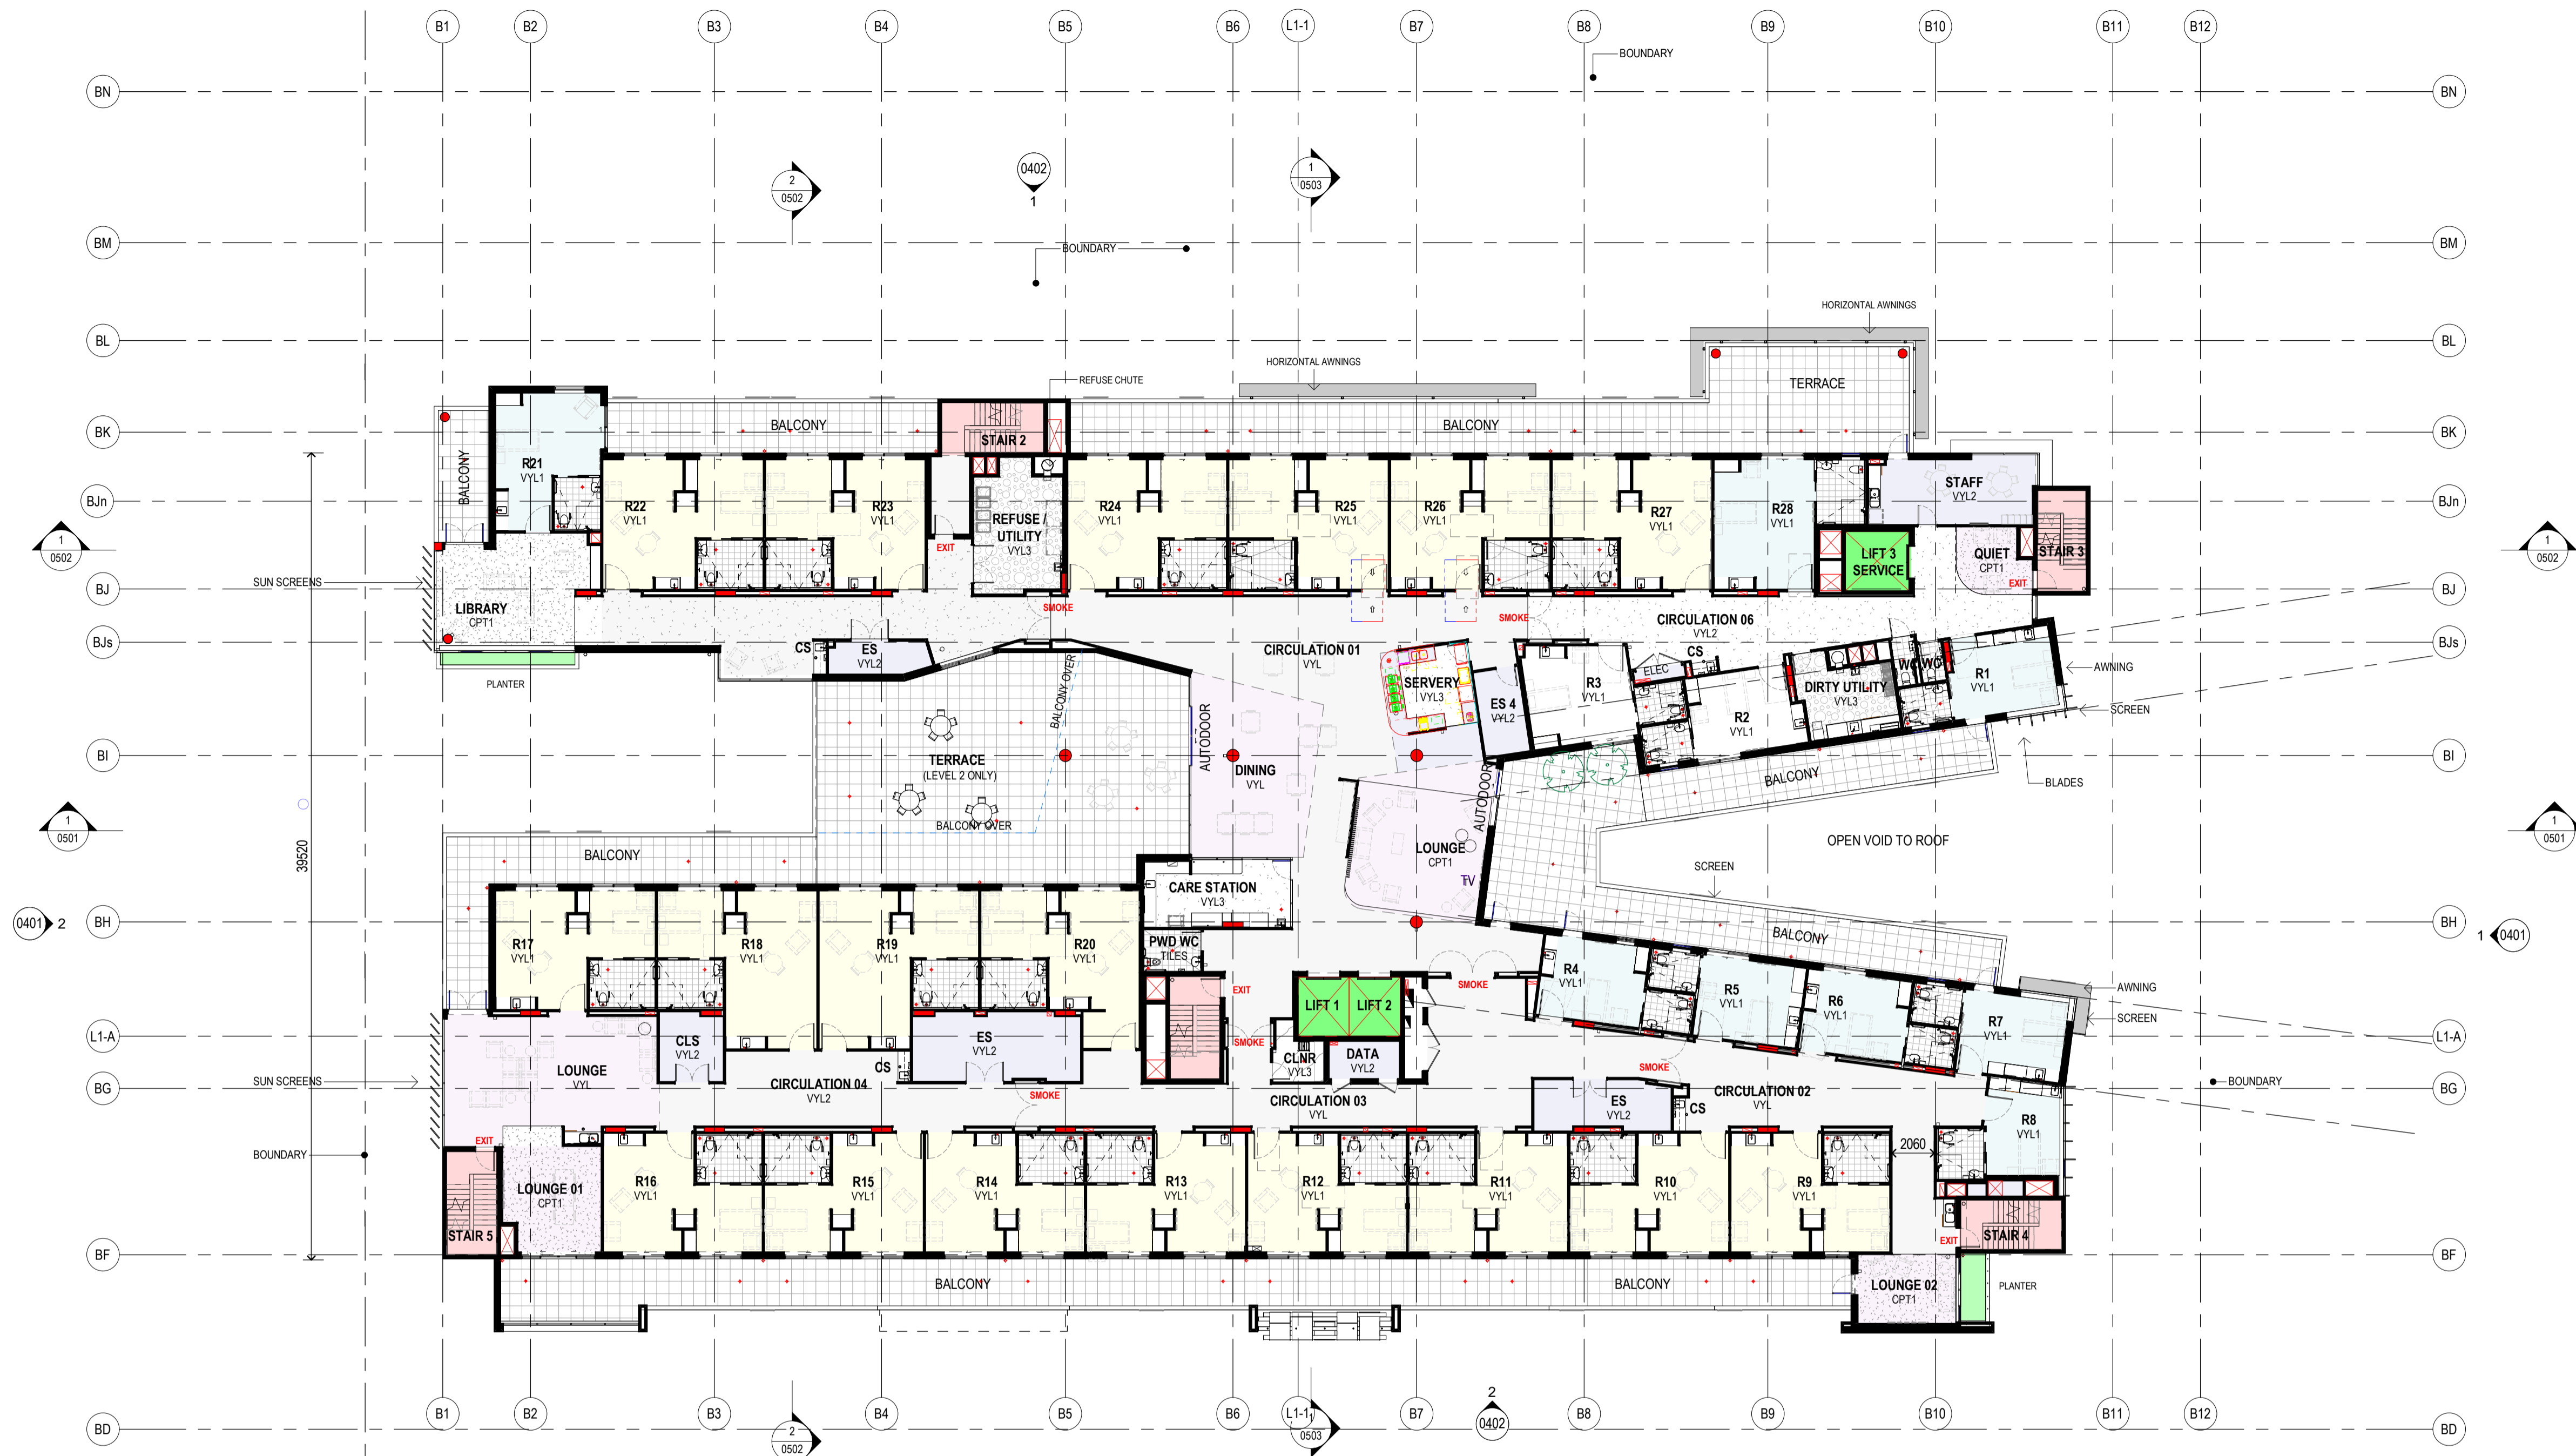 B1 B2 B3 B4 B5 B6 L1-1 B7 B8 B9 B10 B11 B12
BOUNDARY
BN BN
2
0502
0402
1
1
0503
BM BM
BOUNDARY
HORIZONTAL AWNINGS
BL BL
HORIZONTAL AWNINGS
REFUSE CHUTE
TERRACE
BK BK
BALCONY
STAIR 2
BALCONY
BALCONY
R21
VYL1
BJn BJn
R22
VYL1
R23
VYL1
REFUSE /
UTILITY
VYL3
R24
VYL1
R25
VYL1
R26
VYL1
R27
VYL1
R28
VYL1
STAFF
VYL2
1
0502
1
0502
EXIT
LIFT 3
SERVICE
QUIET
CPT1
STAIR 3
EXIT
SUN SCREENS
BJ BJ
LIBRARY
CPT1
SMOKE
SMOKE
CIRCULATION 06
VYL2
BJs BJs
CS
ES
VYL2
CIRCULATION 01
VYL
PLANTER
BALCONY OVER
SERVERY
VYL3
ES 4
VYL2
R3
VYL1
ELEC
CS
R2
VYL1
DIRTY UTILITY
VYL3
WC
WC
R1
VYL1
AWNING
SCREEN
AUTODOOR
BI BI
TERRACE
(LEVEL 2 ONLY)
DINING
VYL
AUTODOOR
BALCONY
BLADES
1
0501
1
0501
BALCONY OVER
39520
BALCONY
LOUNGE
CPT1
TV
OPEN VOID TO ROOF
SCREEN
CARE STATION
VYL3
0401 2
BH BH
1 0401
R17
VYL1
R18
VYL1
R19
VYL1
R20
VYL1
PWD WC
TILES
BALCONY
EXIT
SMOKE
R4
VYL1
R5
VYL1
R6
VYL1
R7
VYL1
AWNING
SCREEN
LIFT 1
LIFT 2
L1-A L1-A
CLS
VYL2
ES
VYL2
SMOKE
CLNR
VYL3
DATA
VYL2
LOUNGE
VYL
CS
SMOKE
SUN SCREENS
BG BG
CIRCULATION 04
VYL2
SMOKE
CIRCULATION 03
VYL
ES
VYL2
CS
CIRCULATION 02
VYL
BOUNDARY
R8
VYL1
EXIT
2060
BOUNDARY
LOUNGE 01
CPT1
R16
VYL1
R15
VYL1
R14
VYL1
R13
VYL1
R12
VYL1
R11
VYL1
R10
VYL1
R9
VYL1
STAIR 5
STAIR 4
EXIT
BF BF
BALCONY
BALCONY
LOUNGE 02
CPT1
PLANTER
2
0402
B1 B2 B3 B4 B5 B6 L1-1 B7 B8 B9 B10 B11 B12
BD BD
2
0502
1
0503